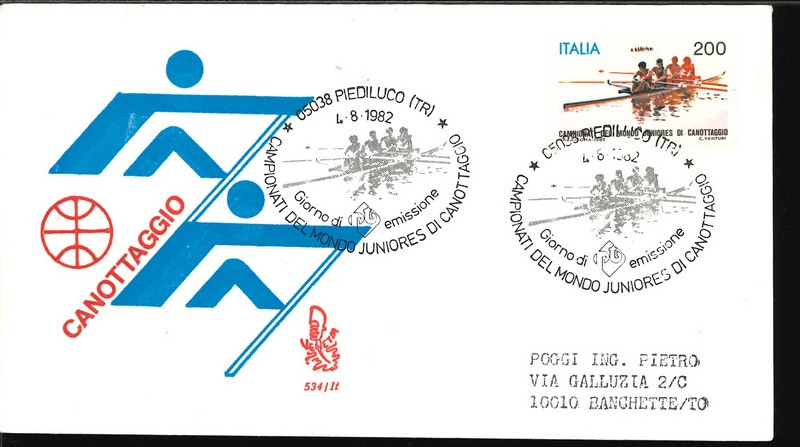 05038 PIEDILUCO (TR)
4·8·1982
CAMPIONATI DEL MONDO JUNIORES DI CANOTTAGGIO
Giorno di emissione
CANOTTAGGIO
534/It
ITALIA 200
CAMPIONATI DEL MONDO JUNIORES DI CANOTTAGGIO
C. VENTURI
05038 PIEDILUCO (TR)
4·8·1982
CAMPIONATI DEL MONDO JUNIORES DI CANOTTAGGIO
Giorno di emissione
POGGI ING. PIETRO
VIA GALLUZIA 2/C
10010 BANCHETTE/TO